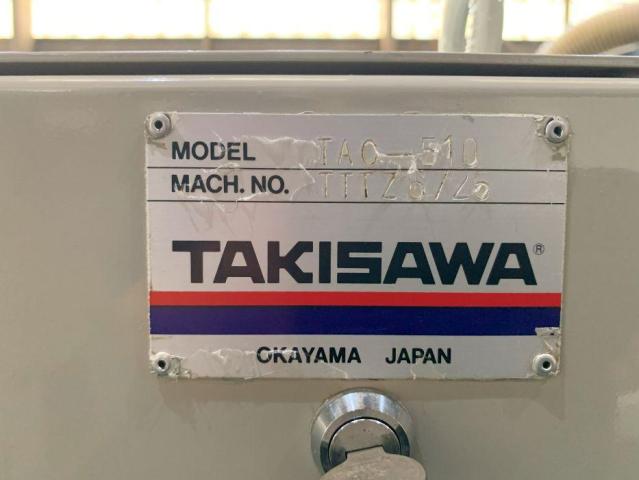 MODEL TAC-510
MACH. NO.
TAKISAWA®
OKAYAMA JAPAN